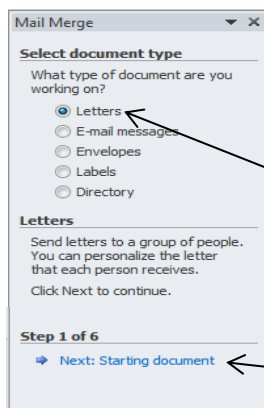 Mail Merge
Select document type
What type of document are you
working on?
Letters
E-mail messages
Envelopes
Labels
Directory
Letters
Send letters to a group of people.
You can personalize the letter
that each person receives.
Click Next to continue.
Step 1 of 6
Next: Starting document